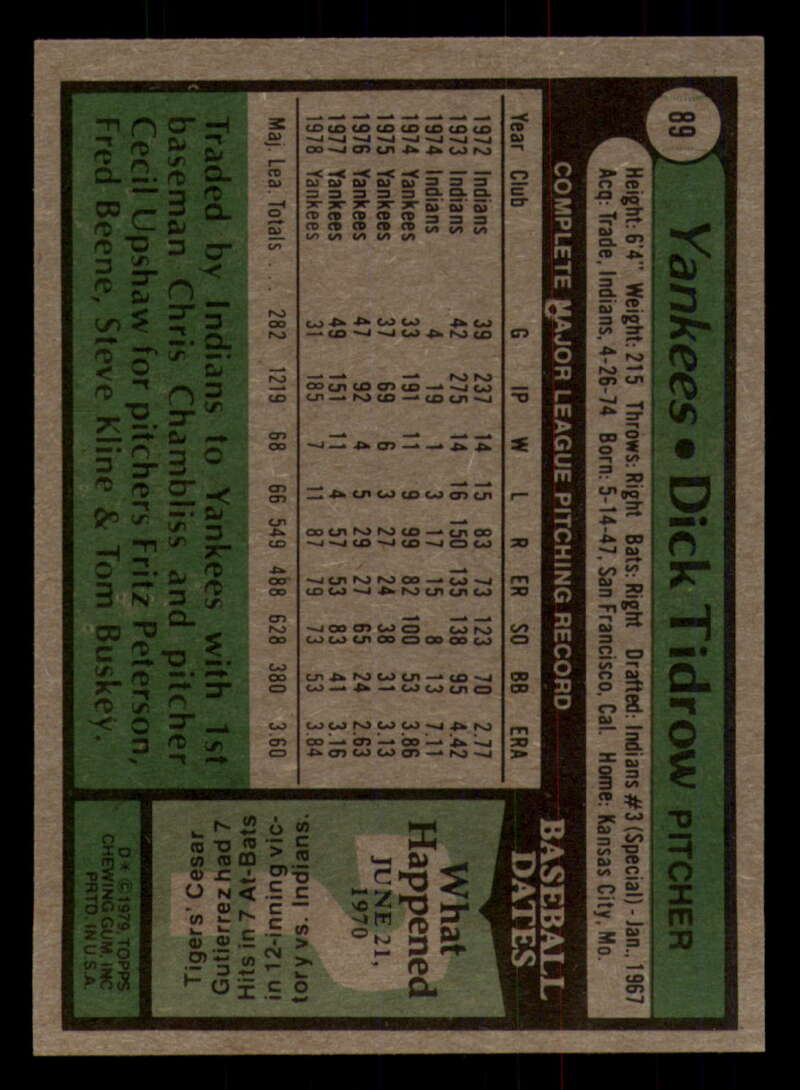 89
Yankees • Dick Tidrow PITCHER
Height: 6'4" Weight: 215 Throws: Right Bats: Right Drafted: Indians #3 (Special) - Jan., 1967
Acq: Trade, Indians, 4-26-74 Born: 5-14-47, San Francisco, Cal. Home: Kansas City, Mo.
COMPLETE MAJOR LEAGUE PITCHING RECORD
Year Club G IP W L R ER SO BB ERA
1972 Indians 39 237 14 15 83 73 123 70 2.77
1973 Indians 42 275 14 16 150 135 138 95 4.42
1974 Indians 4 19 1 3 17 15 8 13 7.11
1974 Yankees 33 191 11 9 99 82 100 53 3.86
1975 Yankees 37 69 6 3 27 24 38 31 3.13
1976 Yankees 47 92 4 5 29 27 65 24 2.63
1977 Yankees 49 151 11 4 57 53 83 41 3.16
1978 Yankees 31 185 7 11 87 79 73 53 3.84
Maj. Lea. Totals . . . 282 1219 68 66 549 488 628 380 3.60
Traded by Indians to Yankees with 1st
baseman Chris Chambliss and pitcher
Cecil Upshaw for pitchers Fritz Peterson,
Fred Beene, Steve Kline & Tom Buskey.
BASEBALL
DATES
What
Happened
JUNE 21,
1970
Tigers' Cesar
Gutierrez had 7
Hits in 7 At-Bats
in 12-inning vic-
tory vs. Indians.
D* © 1979, TOPPS
CHEWING GUM, INC
PRTD. IN U.S.A.